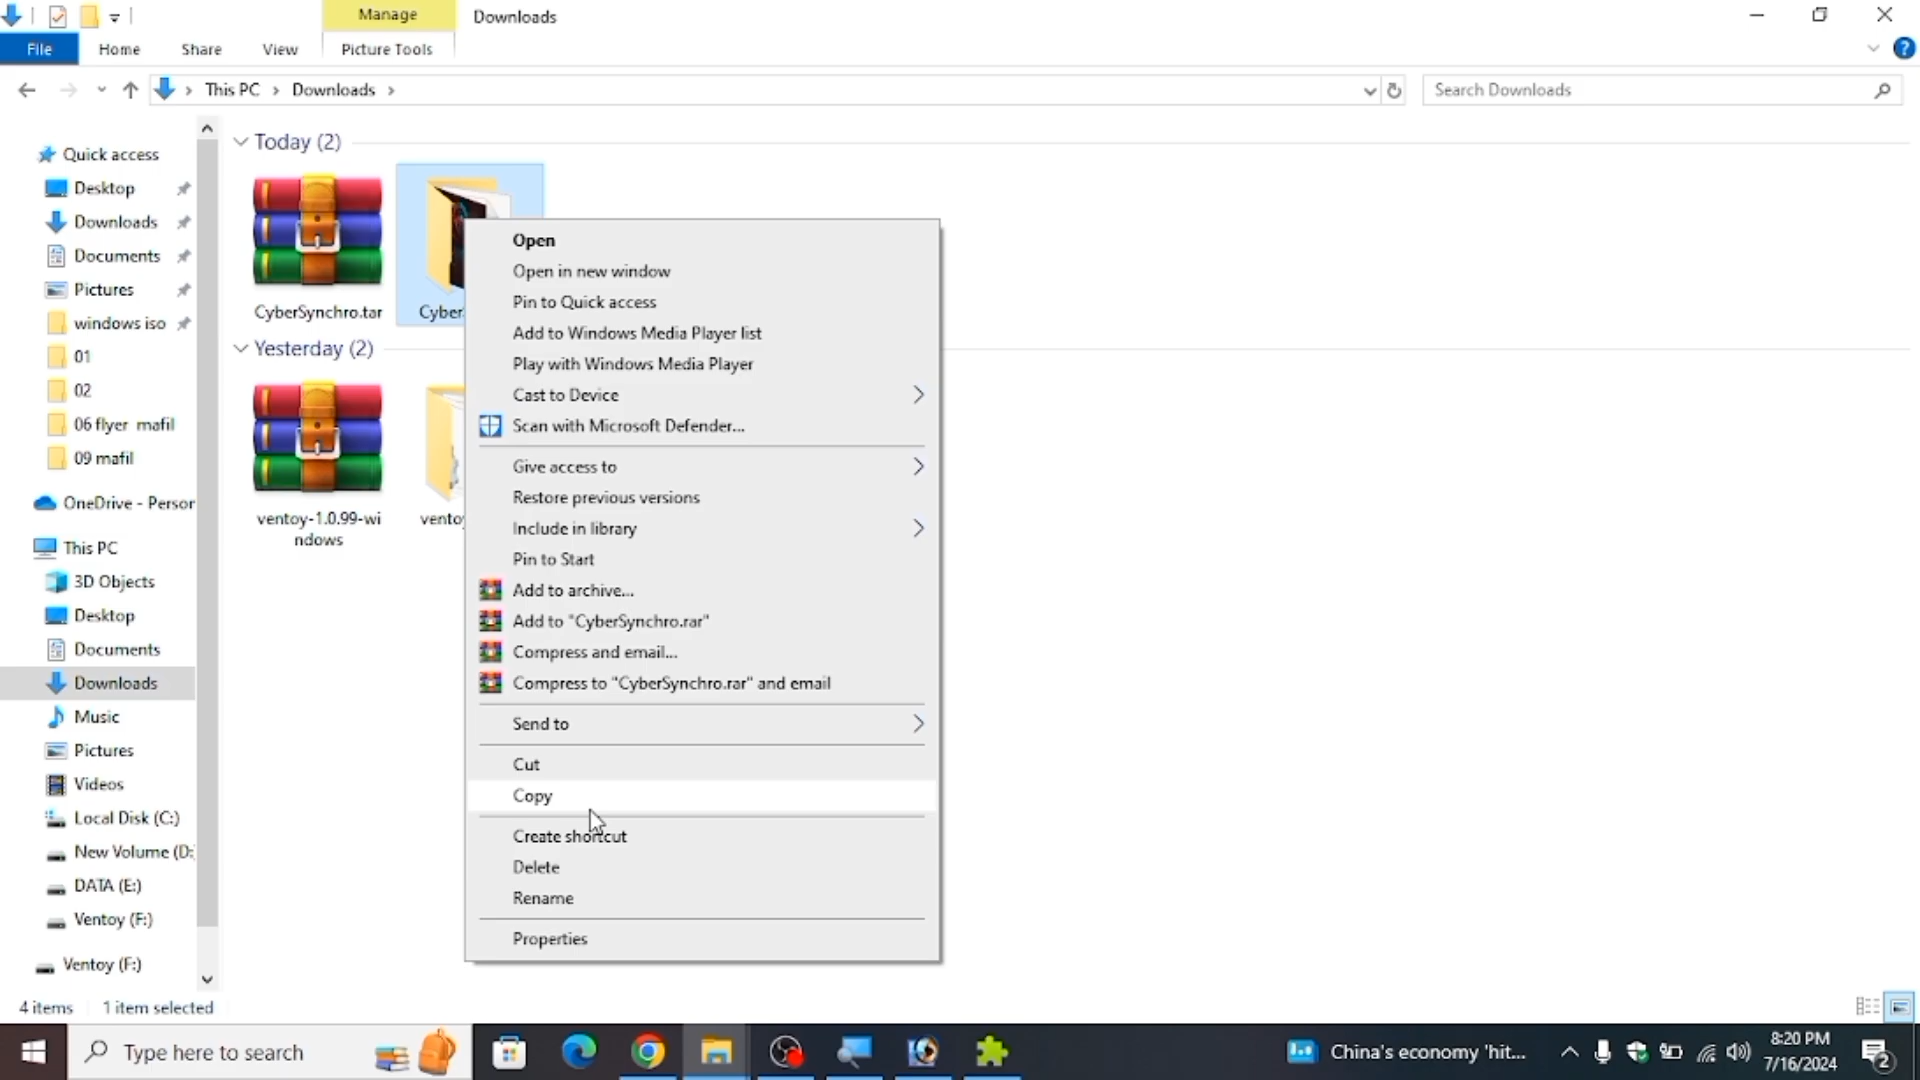 Manage
Downloads
File
Home
Share
View
Picture Tools
This PC
Downloads
Search Downloads
Quick access
Desktop
Downloads
Documents
Pictures
windows iso
01
02
06 flyer mafil
09 mafil
OneDrive - Person
This PC
3D Objects
Desktop
Documents
Downloads
Music
Pictures
Videos
Local Disk (C:)
New Volume (D:
DATA (E:)
Ventoy (F:)
Ventoy (F:)
Today (2)
CyberSynchro.tar
Cyber
Yesterday (2)
ventoy-1.0.99-wi
ndows
vento
Open
Open in new window
Pin to Quick access
Add to Windows Media Player list
Play with Windows Media Player
Cast to Device
Scan with Microsoft Defender...
Give access to
Restore previous versions
Include in library
Pin to Start
Add to archive...
Add to "CyberSynchro.rar"
Compress and email...
Compress to "CyberSynchro.rar" and email
Send to
Cut
Copy
Create shortcut
Delete
Rename
Properties
4 items
1 item selected
Type here to search
China's economy 'hit...
8:20 PM
7/16/2024
2